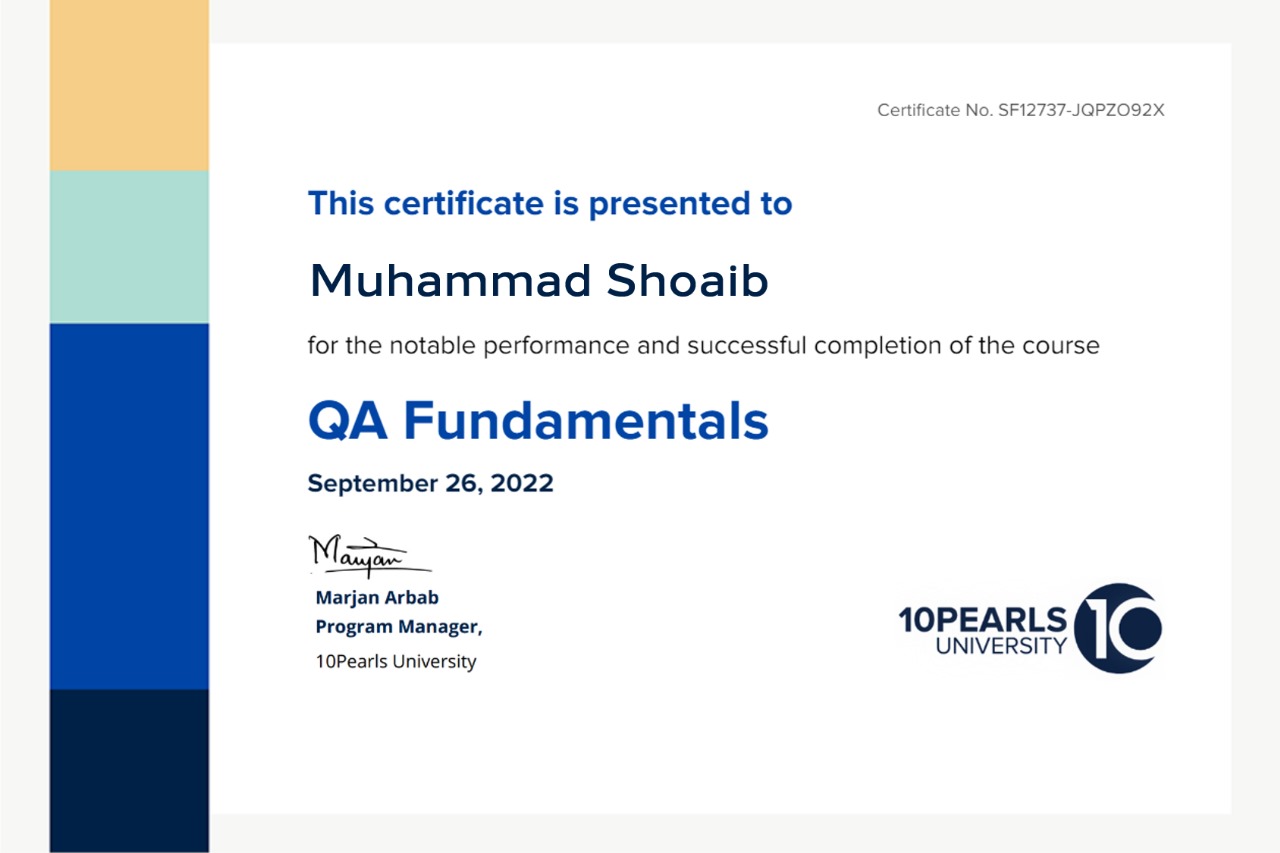 Certificate No. SF12737-JQPZO92X
This certificate is presented to
Muhammad Shoaib
for the notable performance and successful completion of the course
QA Fundamentals
September 26, 2022
Marjan
Marjan Arbab
Program Manager,
10Pearls University
10PEARLS
UNIVERSITY
10